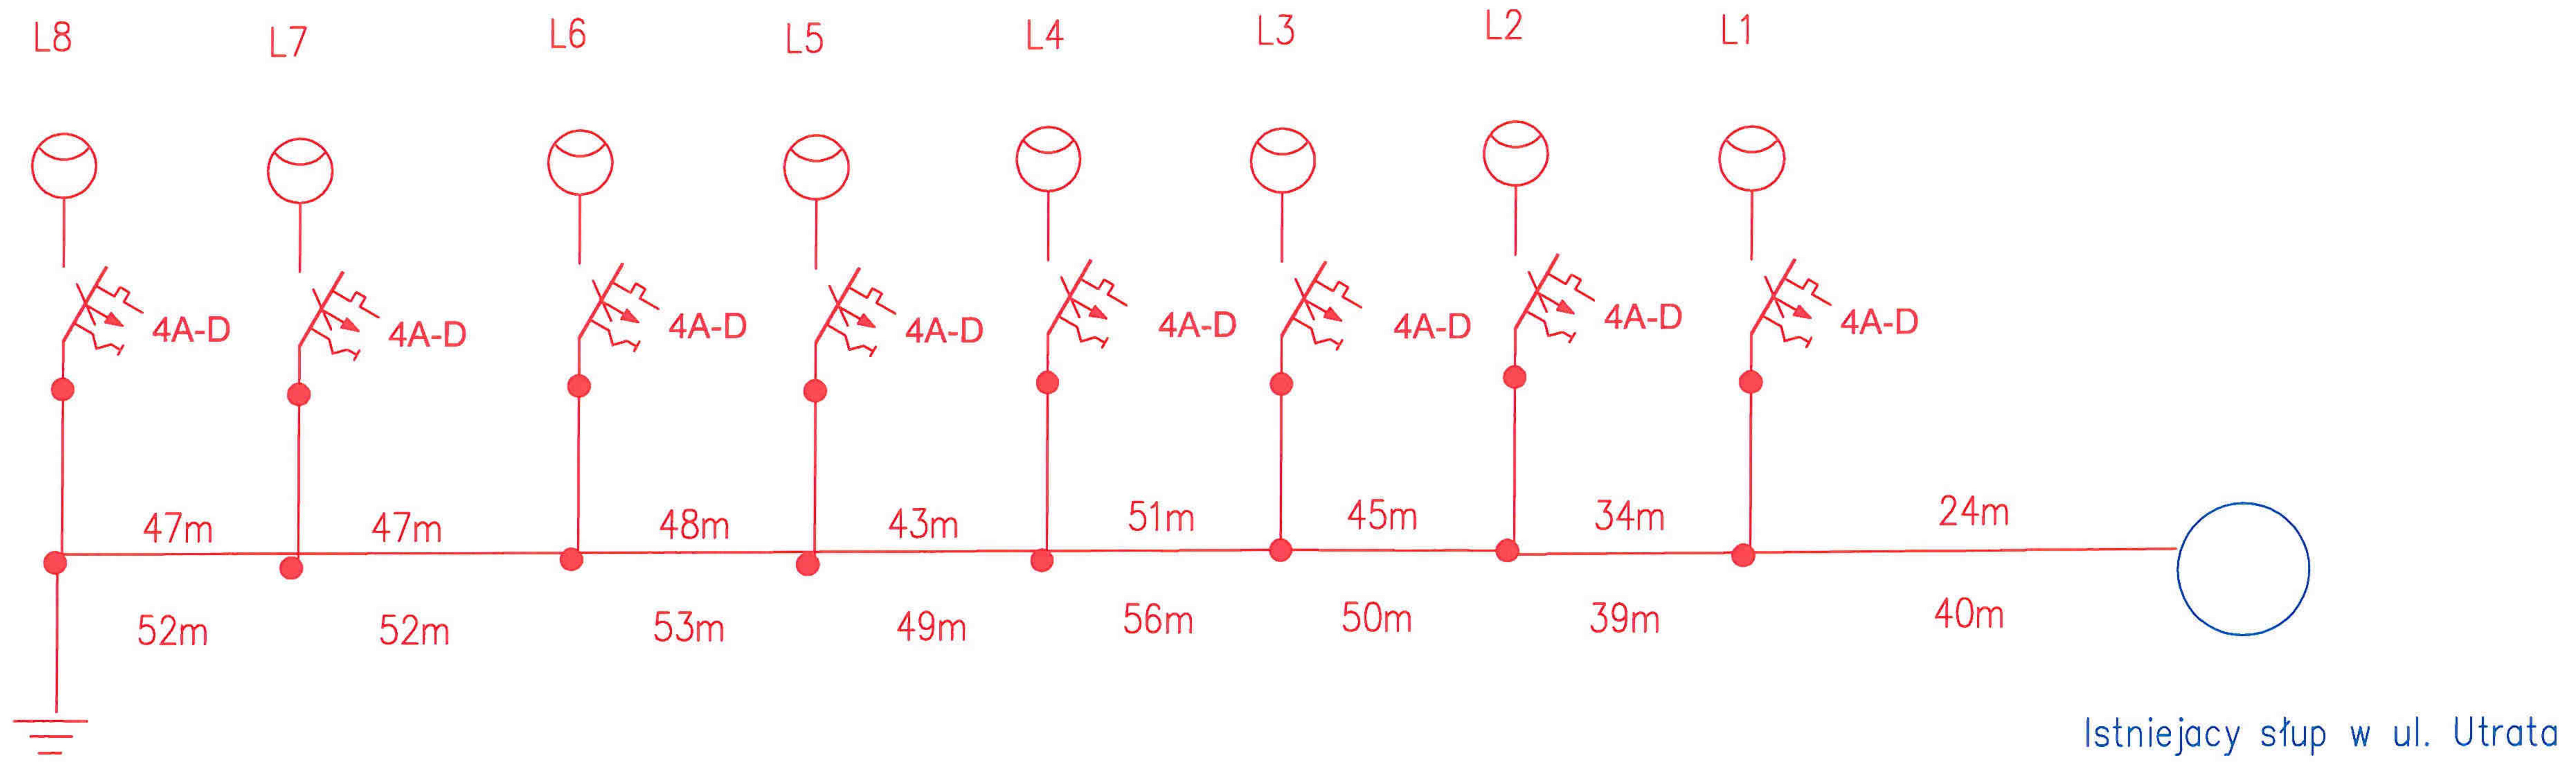 L8 L7 L6 L5 L4 L3 L2 L1
4A-D 4A-D 4A-D 4A-D 4A-D 4A-D 4A-D 4A-D
47m 47m 48m 43m 51m 45m 34m 24m
52m 52m 53m 49m 56m 50m 39m 40m
Istniejacy słup w ul. Utrata